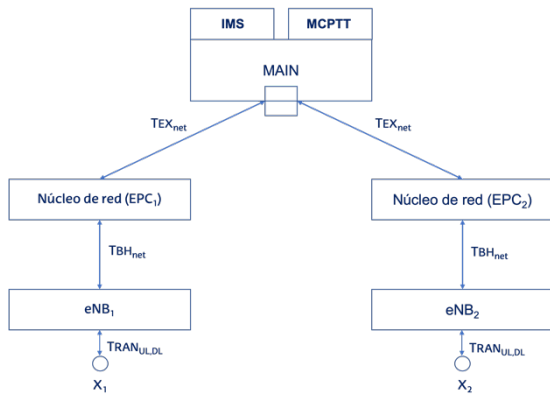 IMS MCPTT
MAIN
TEXnet TEXnet
Núcleo de red (EPC1) Núcleo de red (EPC2)
TBHnet TBHnet
eNB1 eNB2
TRANUL,DL TRANUL,DL
X1 X2